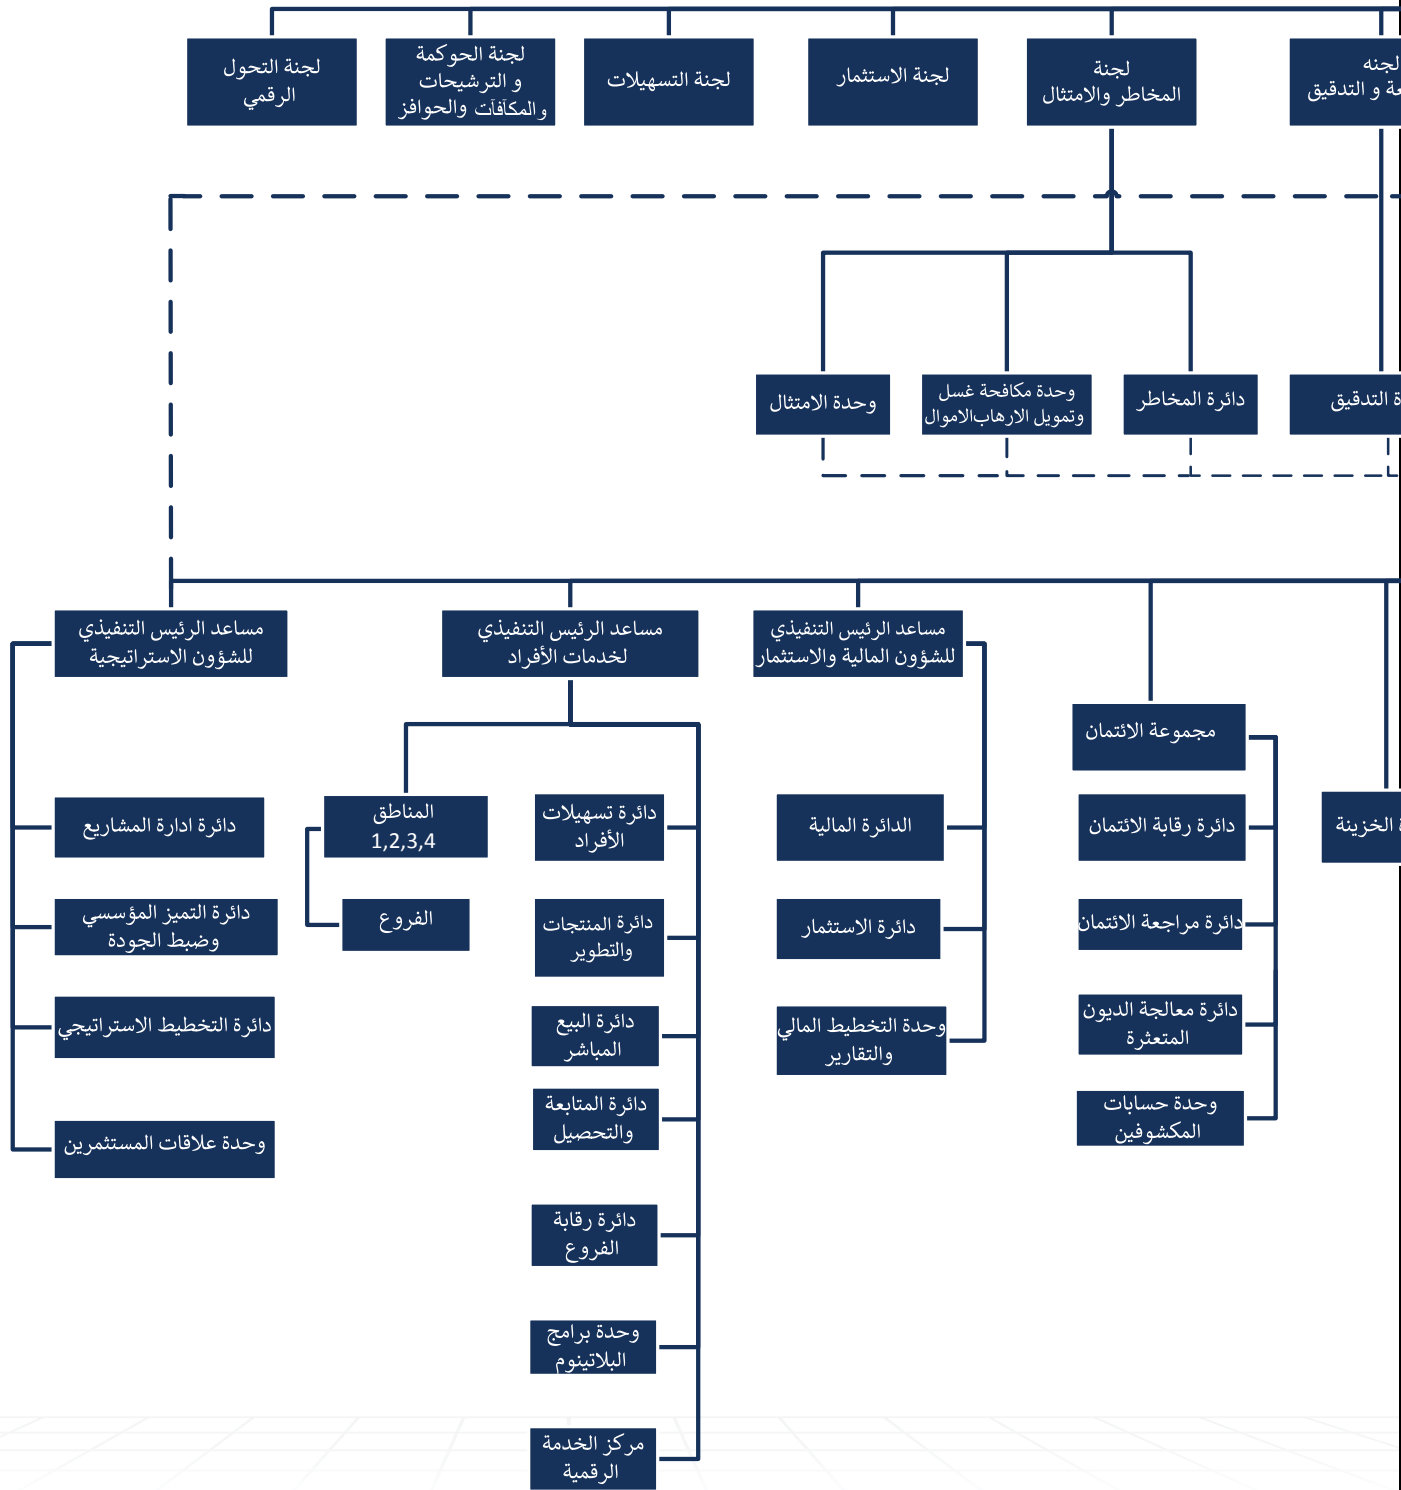 لجنه
و التدقيق
لجنة
المخاطر والامتثال
لجنة الاستثمار
لجنة التسهيلات
لجنة الحوكمة
و الترشيحات
والمكافآت والحوافز
لجنة التحول
الرقمي
التدقيق
دائرة المخاطر
وحدة مكافحة غسل
وتمويل الارهابالاموال
وحدة الامتثال
مساعد الرئيس التنفيذي
للشؤون المالية والاستثمار
مساعد الرئيس التنفيذي
لخدمات الأفراد
مساعد الرئيس التنفيذي
للشؤون الاستراتيجية
الخزينة
مجموعة الائتمان
دائرة رقابة الائتمان
دائرة مراجعة الائتمان
دائرة معالجة الديون
المتعثرة
وحدة حسابات
المكشوفين
الدائرة المالية
دائرة الاستثمار
وحدة التخطيط المالي
والتقارير
دائرة تسهيلات
الأفراد
دائرة المنتجات
والتطوير
دائرة البيع
المباشر
دائرة المتابعة
والتحصيل
دائرة رقابة
الفروع
وحدة برامج
البلاتينوم
مركز الخدمة
الرقمية
المناطق
1,2,3,4
الفروع
دائرة ادارة المشاريع
دائرة التميز المؤسسي
وضبط الجودة
دائرة التخطيط الاستراتيجي
وحدة علاقات المستثمرين